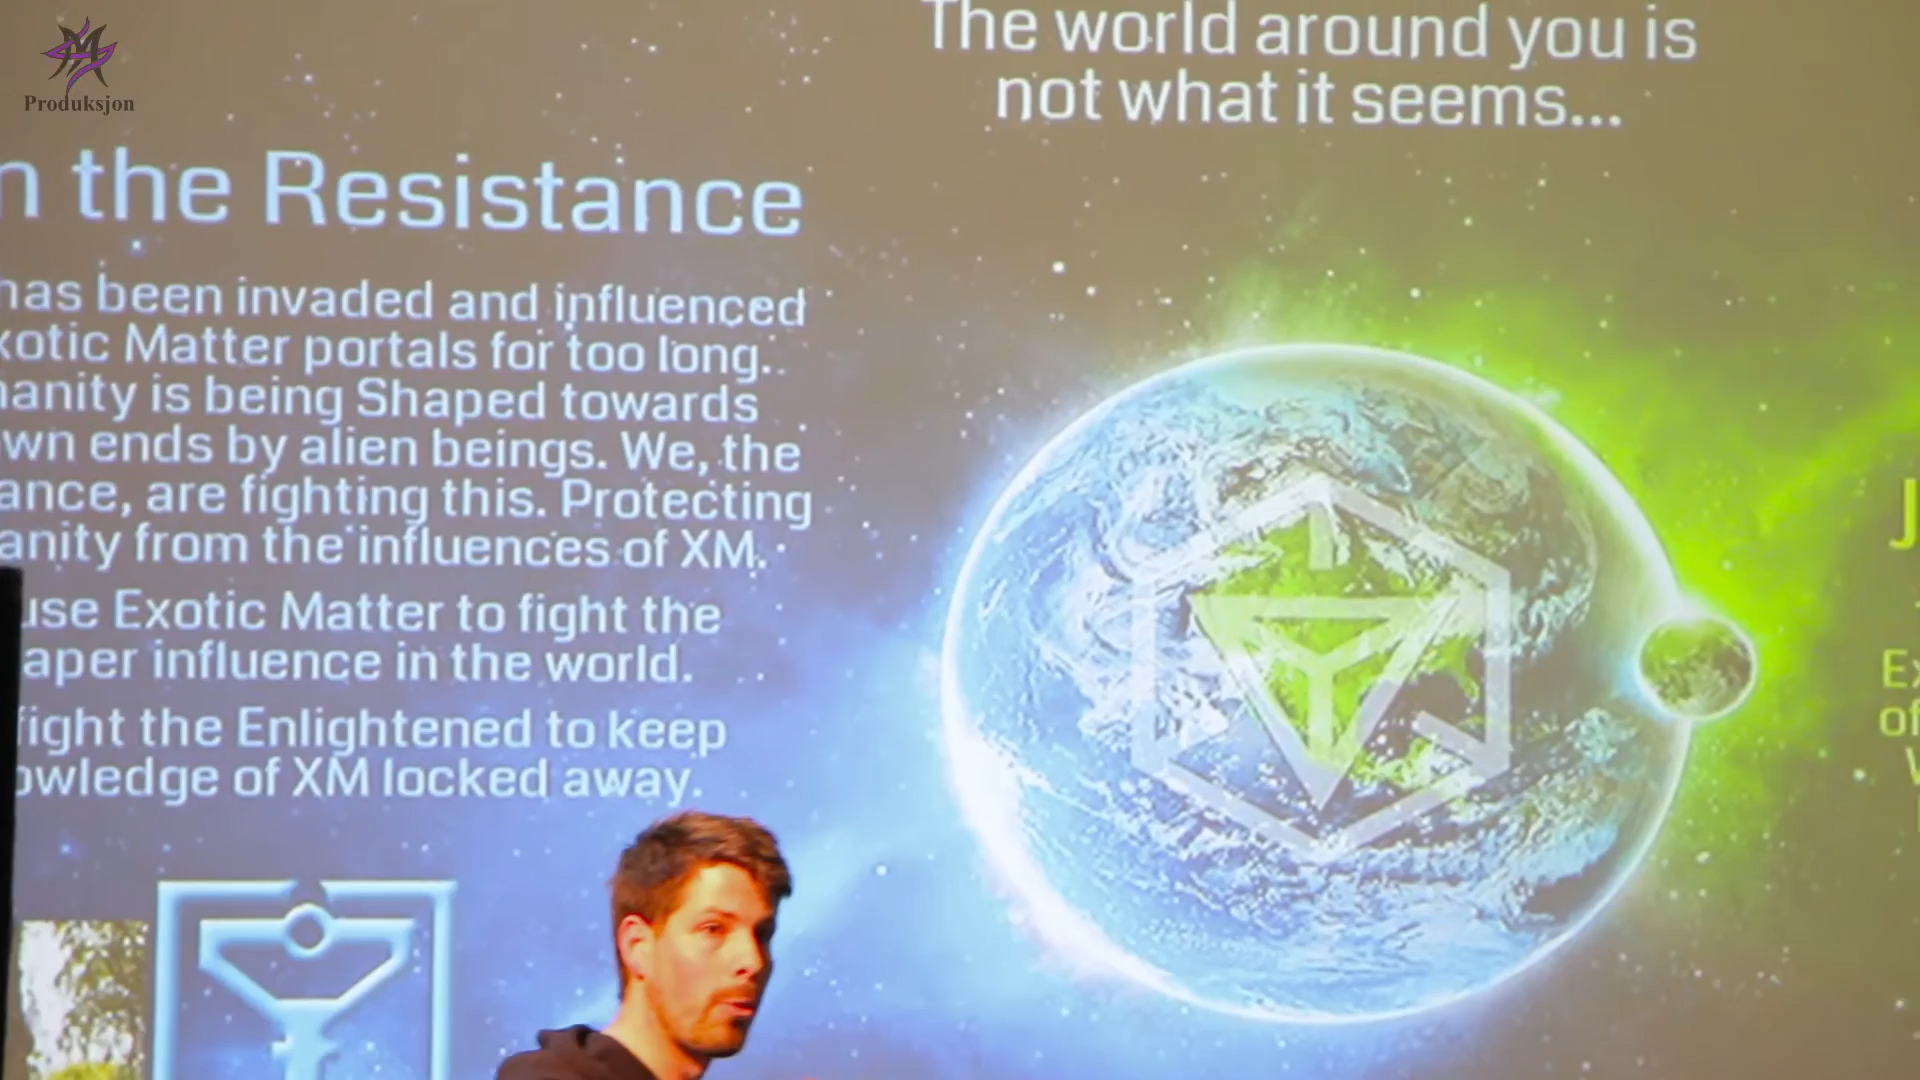 Produksjon
The world around you is
not what it seems...
n the Resistance
has been invaded and influenced
xotic Matter portals for too long..
nanity is being Shaped towards
wn ends by alien beings. We, the
ance, are fighting this. Protecting
anity from the influences of XM.
use Exotic Matter to fight the
aper influence in the world.
fight the Enlightened to keep
owledge of XM locked away.
J
Ex
of